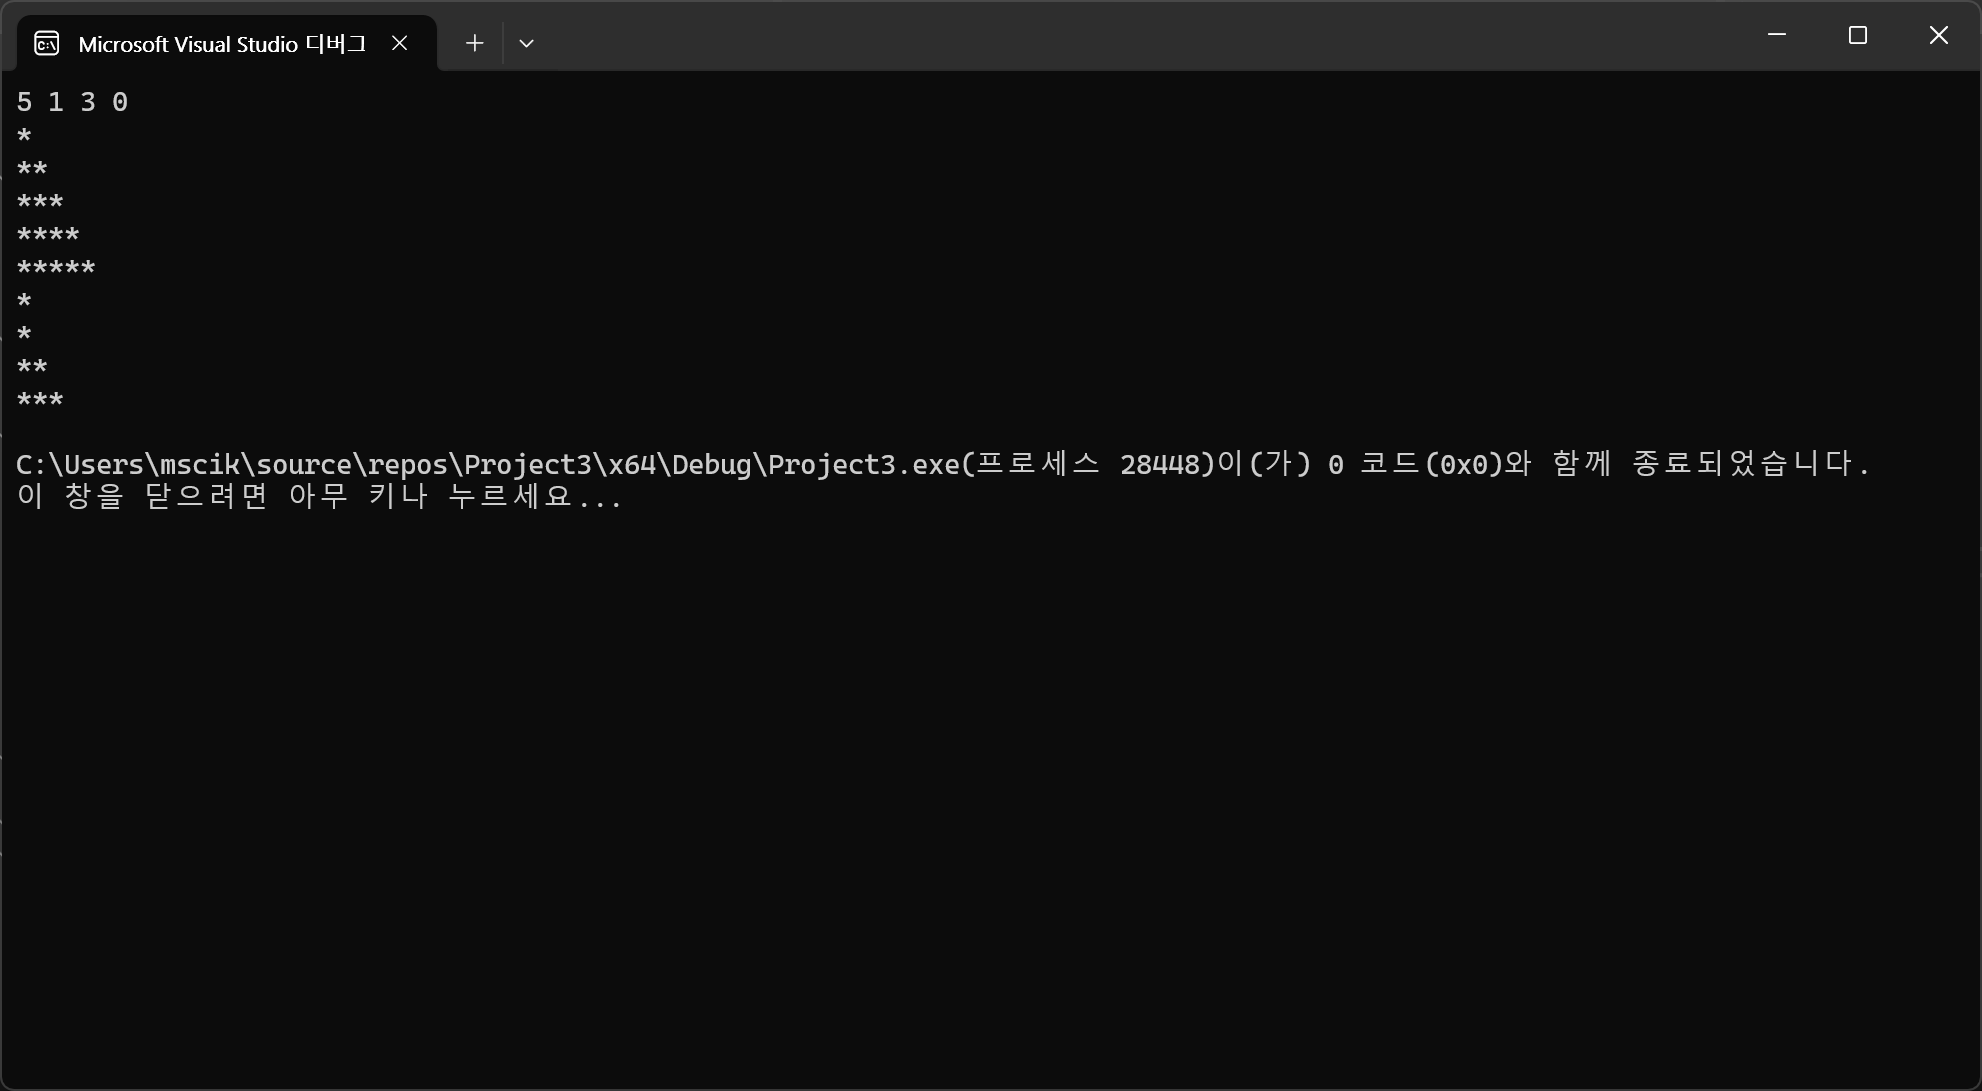 Microsoft Visual Studio 디버그
5 1 3 0
*
**
***
****
*****
*
*
**
***
C:\Users\mscik\source\repos\Project3\x64\Debug\Project3.exe(프로세스 28448)이(가) 0 코드(0x0)와 함께 종료되었습니다.
이 창을 닫으려면 아무 키나 누르세요...